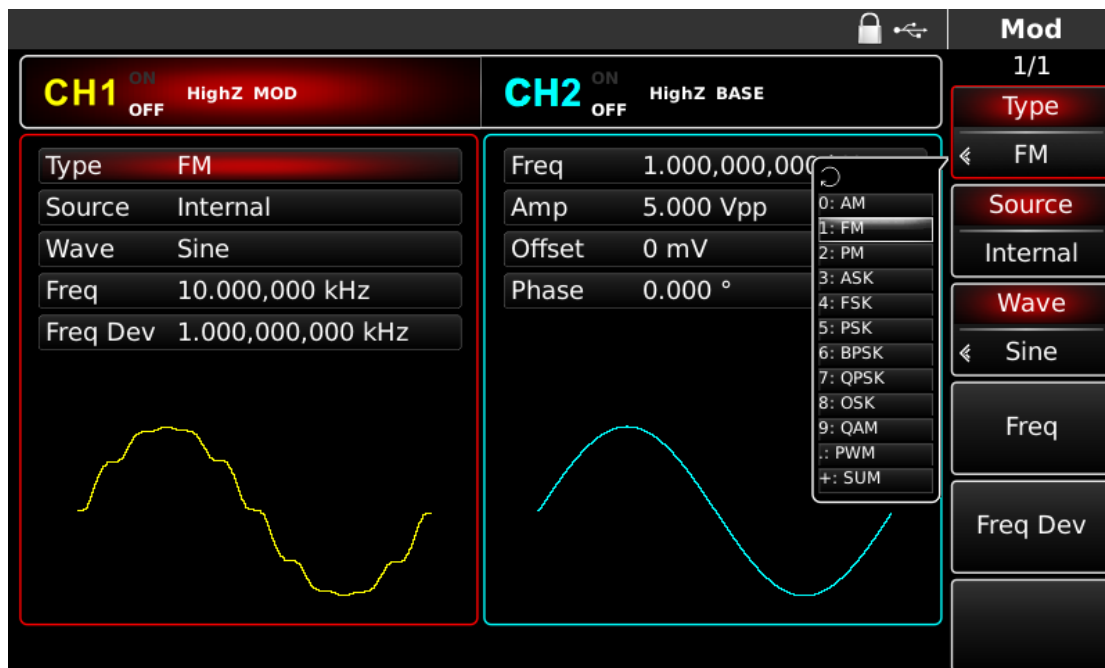 Mod
1/1
CH1 ON OFF HighZ MOD
CH2 ON OFF HighZ BASE
Type FM
Source Internal
Wave Sine
Freq 10.000,000 kHz
Freq Dev 1.000,000,000 kHz
Freq 1.000,000,000
Amp 5.000 Vpp
Offset 0 mV
Phase 0.000 °
0: AM
1: FM
2: PM
3: ASK
4: FSK
5: PSK
6: BPSK
7: QPSK
8: OSK
9: QAM
.: PWM
+: SUM
Type
FM
Source
Internal
Wave
Sine
Freq
Freq Dev